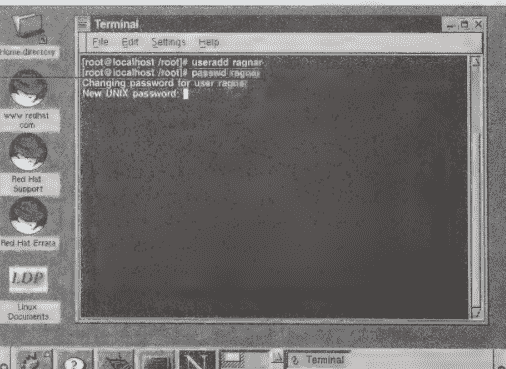 Terminal
File Edit Settings Help
Home directory
[root@localhost /root]# useradd ragnar
[root@localhost /root]# passwd ragnar
Changing password for user ragnar
New UNIX password:
www.redhat.com
Red Hat
Support
Red Hat Errata
LDP
Linux
Documents
N
Terminal